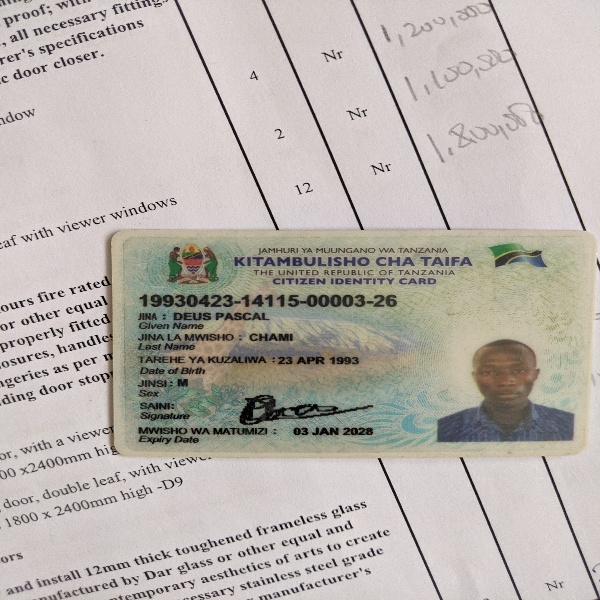 proof; with
, all necessary fitting
er's specifications
c door closer.
4 Nr 1,200,000
ndow
2 Nr 1,100,000
12 Nr 1,800,000
eaf with viewer windows
JAMHURI YA MUUNGANO WA TANZANIA
KITAMBULISHO CHA TAIFA
THE UNITED REPUBLIC OF TANZANIA
CITIZEN IDENTITY CARD
19930423-14115-00003-26
JINA : DEUS PASCAL
Given Name
JINA LA MWISHO : CHAMI
Last Name
TAREHE YA KUZALIWA : 23 APR 1993
Date of Birth
JINSI : M
Sex
SAINI:
Signature
MWISHO WA MATUMIZI : 03 JAN 2028
Expiry Date
ours fire rated
or other equal
properly fitted
osures, handle
ngeries as per m
ding door stop
or, with a viewer
00 x2400mm hig
door, double leaf, with viewe
1800 x 2400mm high -D9
ors
and install 12mm thick toughened frameless glass
nufactured by Dar glass or other equal and
ntemporary aesthetics of arts to create
cessary stainless steel grade
manufacturer's
Nr